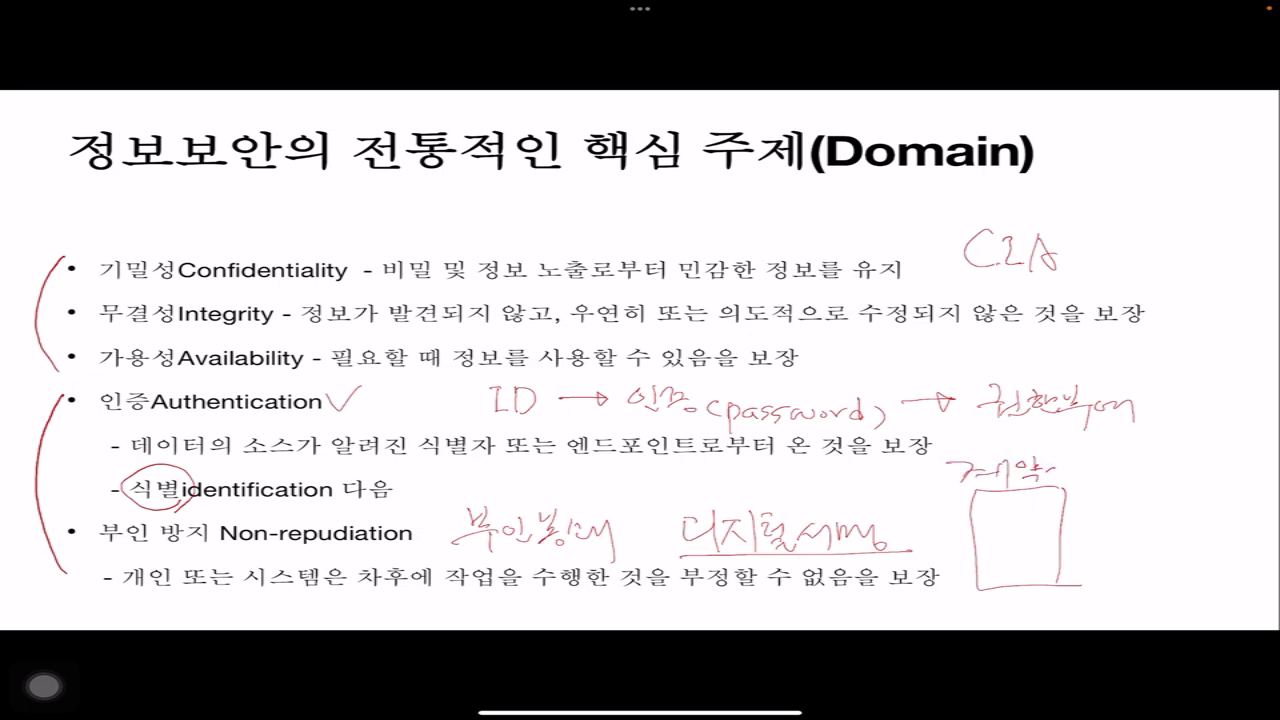 정보보안의 전통적인 핵심 주제(Domain)
CIA
• 기밀성Confidentiality - 비밀 및 정보 노출로부터 민감한 정보를 유지
• 무결성Integrity - 정보가 발견되지 않고, 우연히 또는 의도적으로 수정되지 않은 것을 보장
• 가용성Availability - 필요할 때 정보를 사용할 수 있음을 보장
• 인증Authentication ✓ ID → 인증(password) → 권한부여
- 데이터의 소스가 알려진 식별자 또는 엔드포인트로부터 온 것을 보장
계약
- 식별identification 다음
• 부인 방지 Non-repudiation 부인봉쇄 디지털서명
- 개인 또는 시스템은 차후에 작업을 수행한 것을 부정할 수 없음을 보장